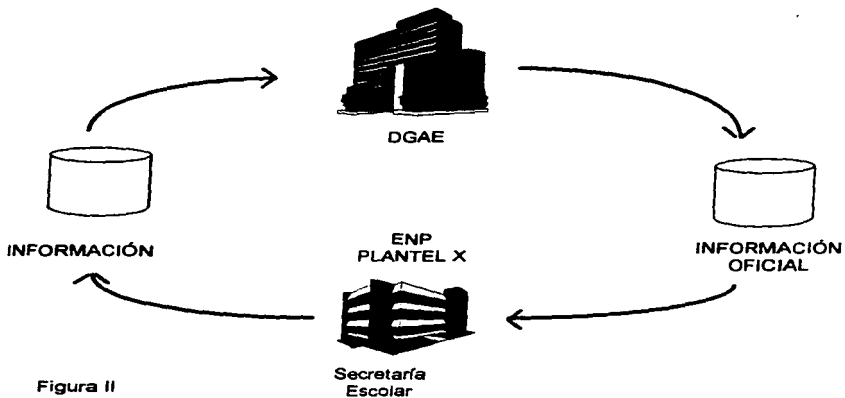 DGAE
INFORMACIÓN
ENP
PLANTEL X
INFORMACIÓN
OFICIAL
Secretaría
Escolar
Figura II